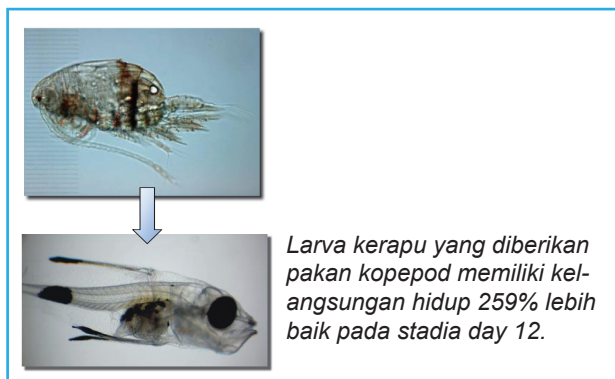 Larva kerapu yang diberikan
pakan kopepod memiliki kel-
angsungan hidup 259% lebih
baik pada stadia day 12.